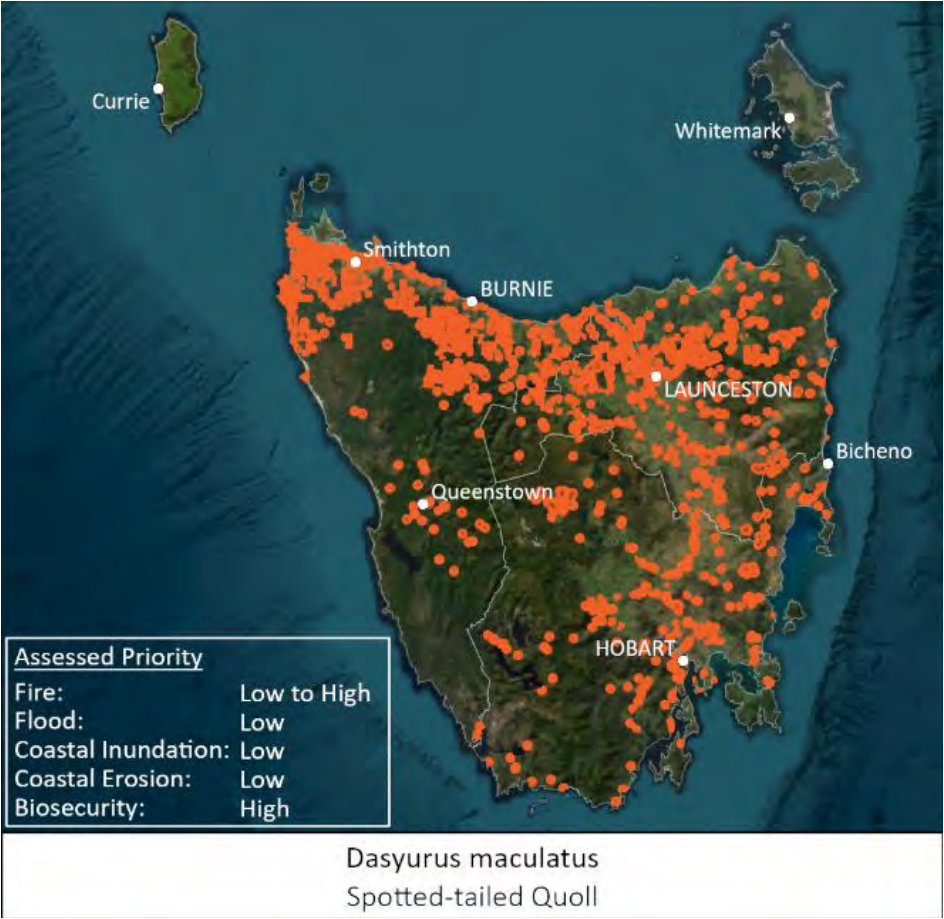 Currie
Whitemark
Smithton
BURNIE
LAUNCESTON
Bicheno
Queenstown
HOBART
Assessed Priority
Fire: Low to High
Flood: Low
Coastal Inundation: Low
Coastal Erosion: Low
Biosecurity: High
Dasyurus maculatus
Spotted-tailed Quoll